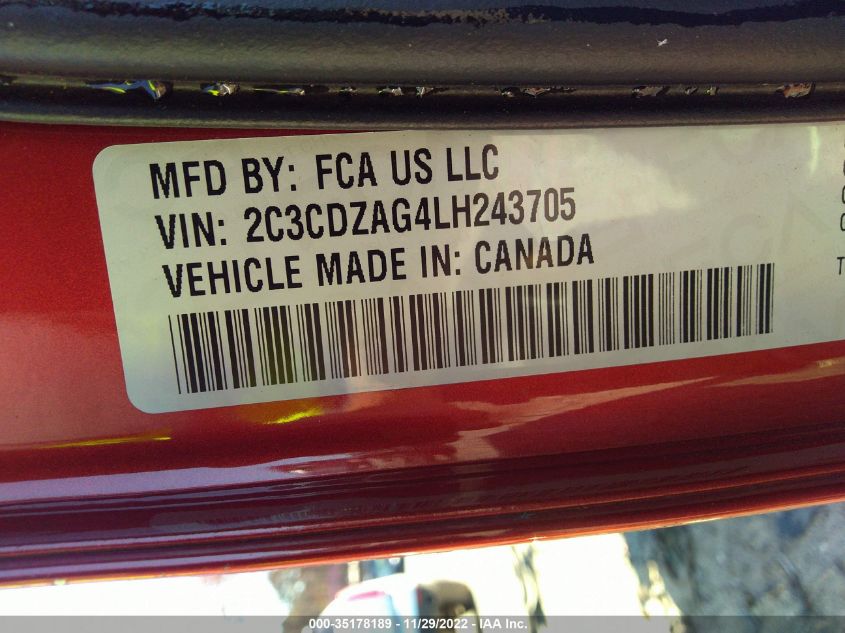 MFD BY: FCA US LLC
VIN: 2C3CDZAG4LH243705
VEHICLE MADE IN: CANADA
T
000-35178189 - 11/29/2022 - IAA, Inc.